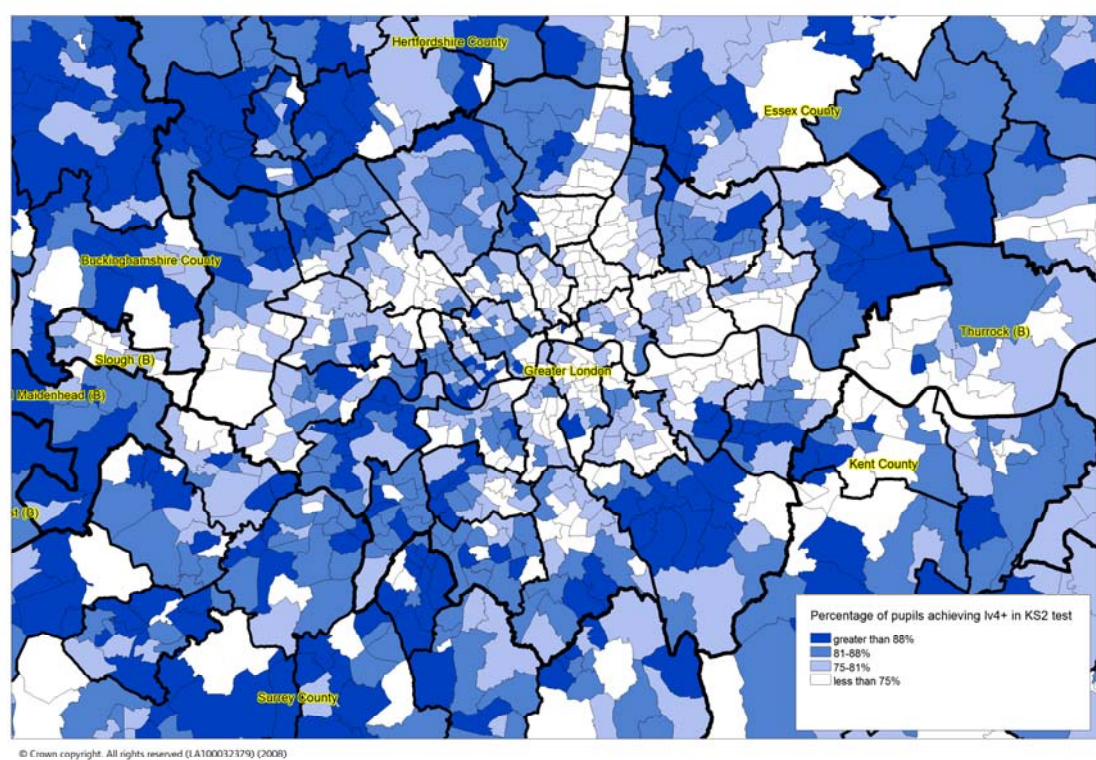 Hertfordshire County
Essex County
Buckinghamshire County
Thurrock (B)
Slough (B)
Greater London
Maidenhead (B)
Kent County
st (B)
Surrey County
Percentage of pupils achieving lv4+ in KS2 test
greater than 88%
81-88%
75-81%
less than 75%
© Crown copyright. All rights reserved (LA100032379) (2008)